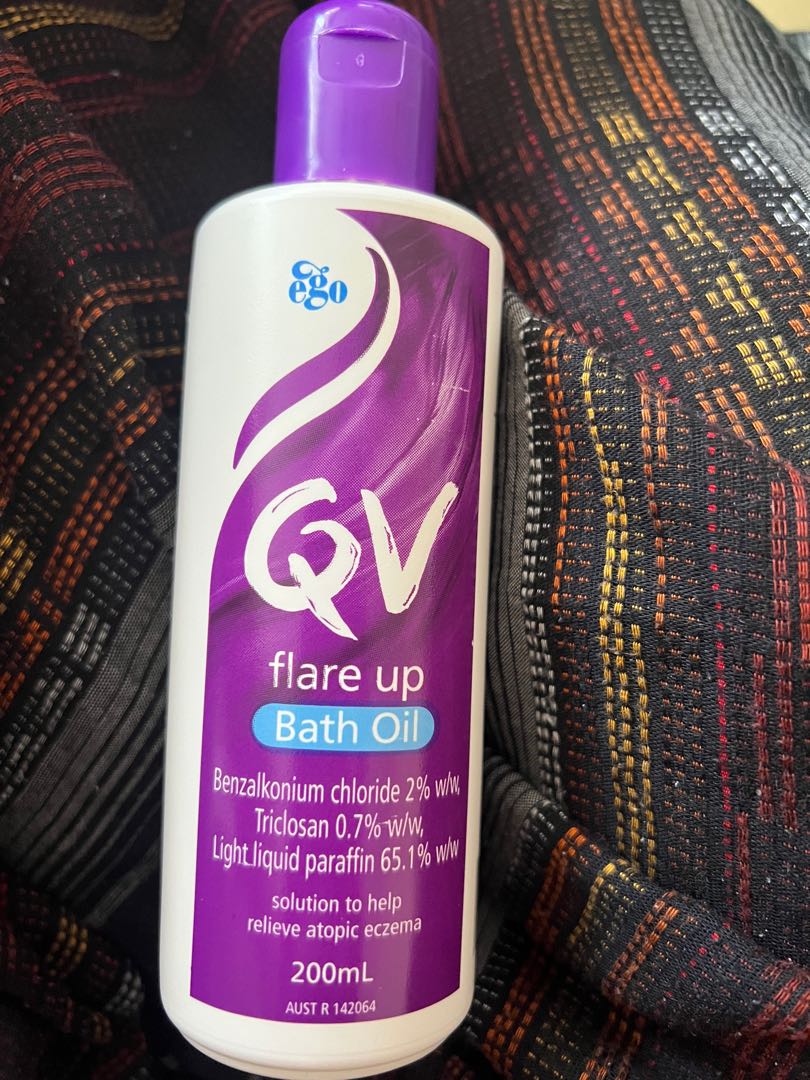 ego
QV
flare up
Bath Oil
Benzalkonium chloride 2% w/w,
Triclosan 0.7% w/w,
Light liquid paraffin 65.1% w/w
solution to help
relieve atopic eczema
200mL
AUST R 142064